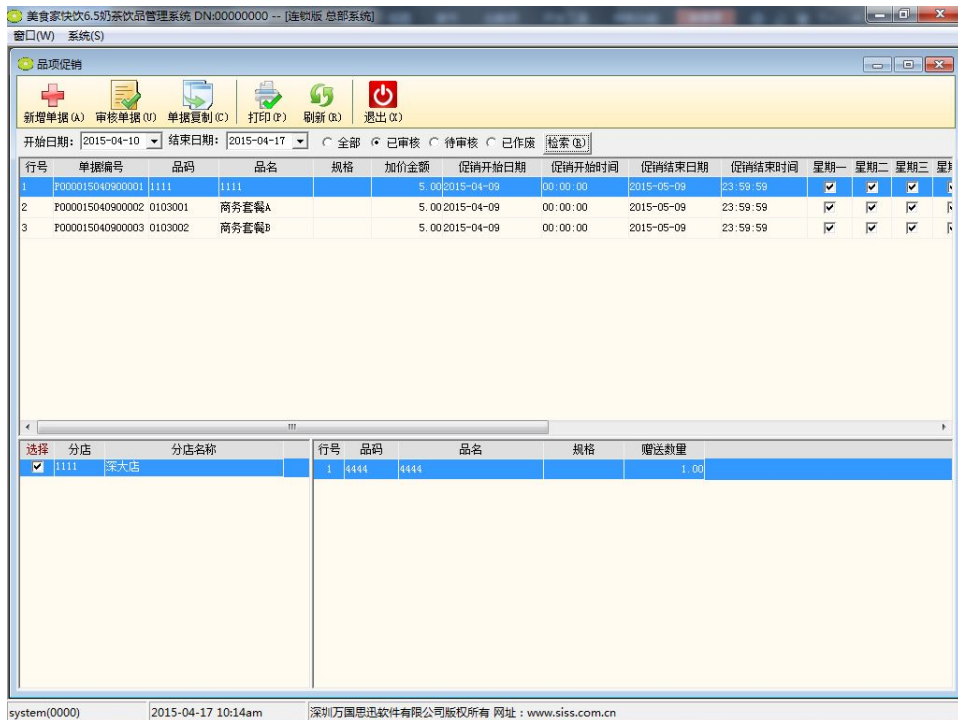 美食家快饮6.5奶茶饮品管理系统 DN:00000000 -- [连锁版 总部系统]
窗口(W) 系统(S)
品项促销
新增单据(A) 审核单据(U) 单据复制(C) 打印(P) 刷新(R) 退出(X)
开始日期: 2015-04-10 结束日期: 2015-04-17 全部 已审核 待审核 已作废 检索(R)
行号 单据编号 品码 品名 规格 加价金额 促销开始日期 促销开始时间 促销结束日期 促销结束时间 星期一 星期二 星期三
1 P000015040900001 1111 1111 5.00 2015-04-09 00:00:00 2015-05-09 23:59:59
2 P000015040900002 0103001 商务套餐A 5.00 2015-04-09 00:00:00 2015-05-09 23:59:59
3 P000015040900003 0103002 商务套餐B 5.00 2015-04-09 00:00:00 2015-05-09 23:59:59
选择 分店 分店名称 行号 品码 品名 规格 赠送数量
1111 深大店 1 4444 4444 1.00
system(0000) 2015-04-17 10:14am 深圳万国思迅软件有限公司版权所有 网址：www.siss.com.cn